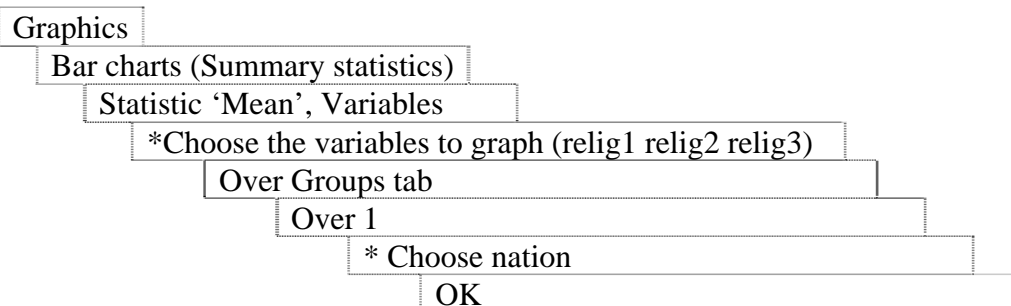 Graphics
Bar charts (Summary statistics)
Statistic ‘Mean’, Variables
*Choose the variables to graph (relig1 relig2 relig3)
Over Groups tab
Over 1
* Choose nation
OK